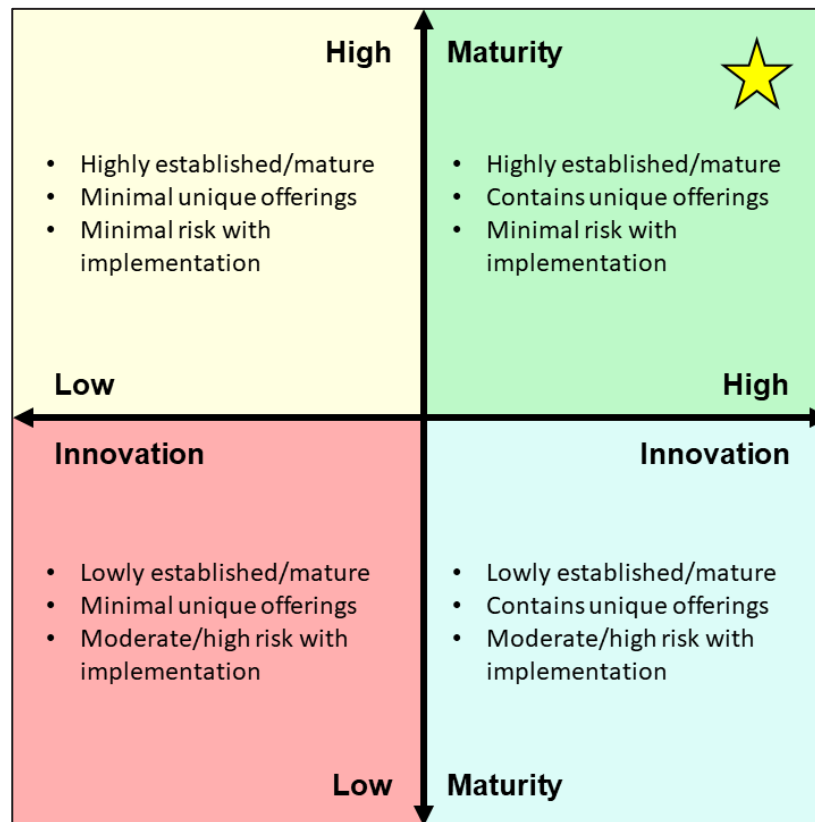 High Maturity
• Highly established/mature
• Minimal unique offerings
• Minimal risk with
implementation
• Highly established/mature
• Contains unique offerings
• Minimal risk with
implementation
Low
High
Innovation
Innovation
• Lowly established/mature
• Minimal unique offerings
• Moderate/high risk with
implementation
• Lowly established/mature
• Contains unique offerings
• Moderate/high risk with
implementation
Low Maturity